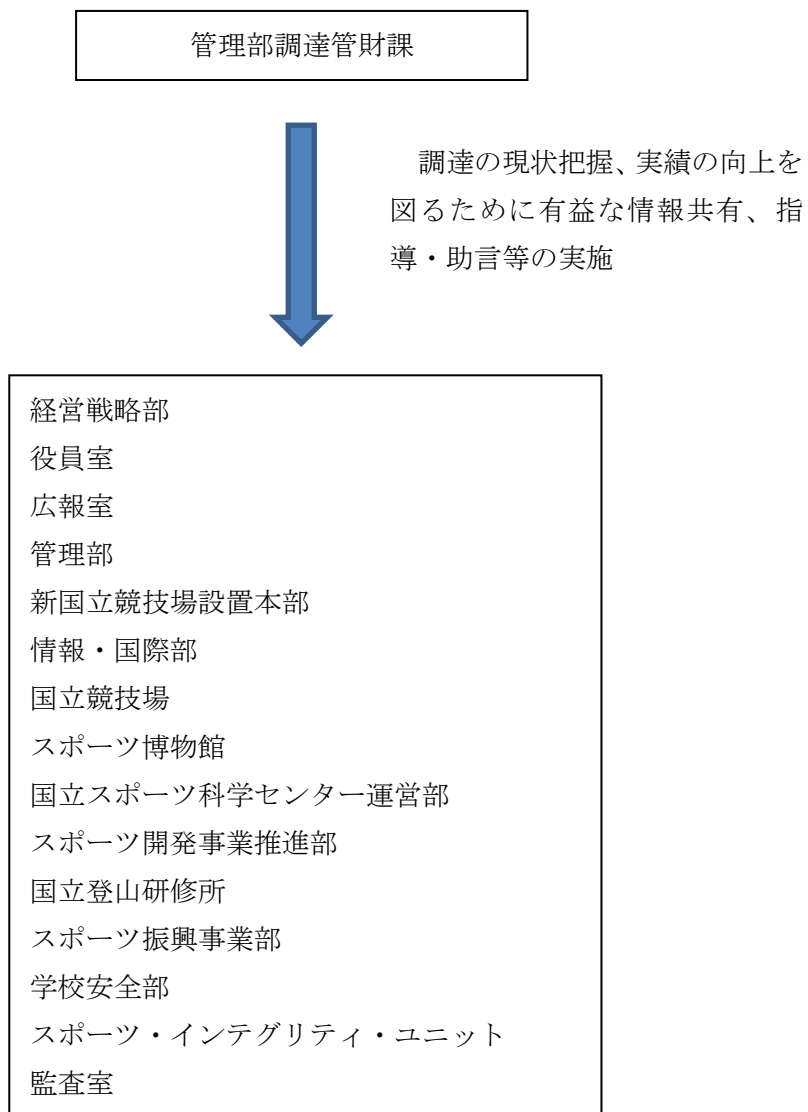 管理部調達管財課
調達の現状把握、実績の向上を
図るために有益な情報共有、指
導・助言等の実施
経営戦略部
役員室
広報室
管理部
新国立競技場設置本部
情報・国際部
国立競技場
スポーツ博物館
国立スポーツ科学センター運営部
スポーツ開発事業推進部
国立登山研修所
スポーツ振興事業部
学校安全部
スポーツ・インテグリティ・ユニット
監査室